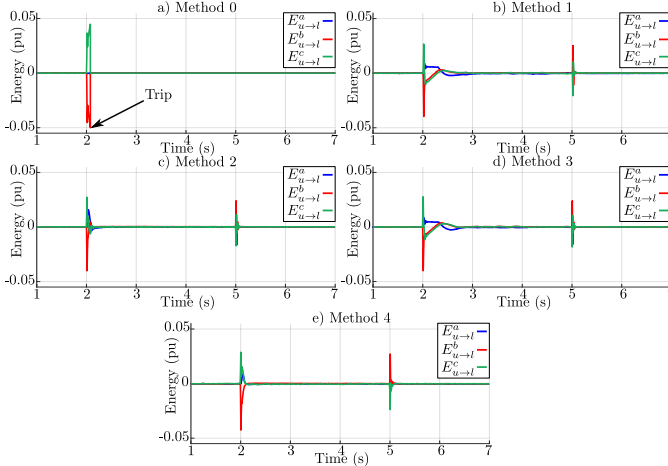 a) Method 0
Energy (pu)
0.05
0
-0.05
E^a_{u→l}
E^b_{u→l}
E^c_{u→l}
Trip
1 2 3 4 5 6 7
Time (s)
b) Method 1
Energy (pu)
0.05
0
-0.05
E^a_{u→l}
E^b_{u→l}
E^c_{u→l}
1 2 3 4 5 6
Time (s)
c) Method 2
Energy (pu)
0.05
0
-0.05
E^a_{u→l}
E^b_{u→l}
E^c_{u→l}
1 2 3 4 5 6 7
Time (s)
d) Method 3
Energy (pu)
0.05
0
-0.05
E^a_{u→l}
E^b_{u→l}
E^c_{u→l}
1 2 3 4 5 6
Time (s)
e) Method 4
Energy (pu)
0.05
0
-0.05
E^a_{u→l}
E^b_{u→l}
E^c_{u→l}
1 2 3 4 5 6 7
Time (s)